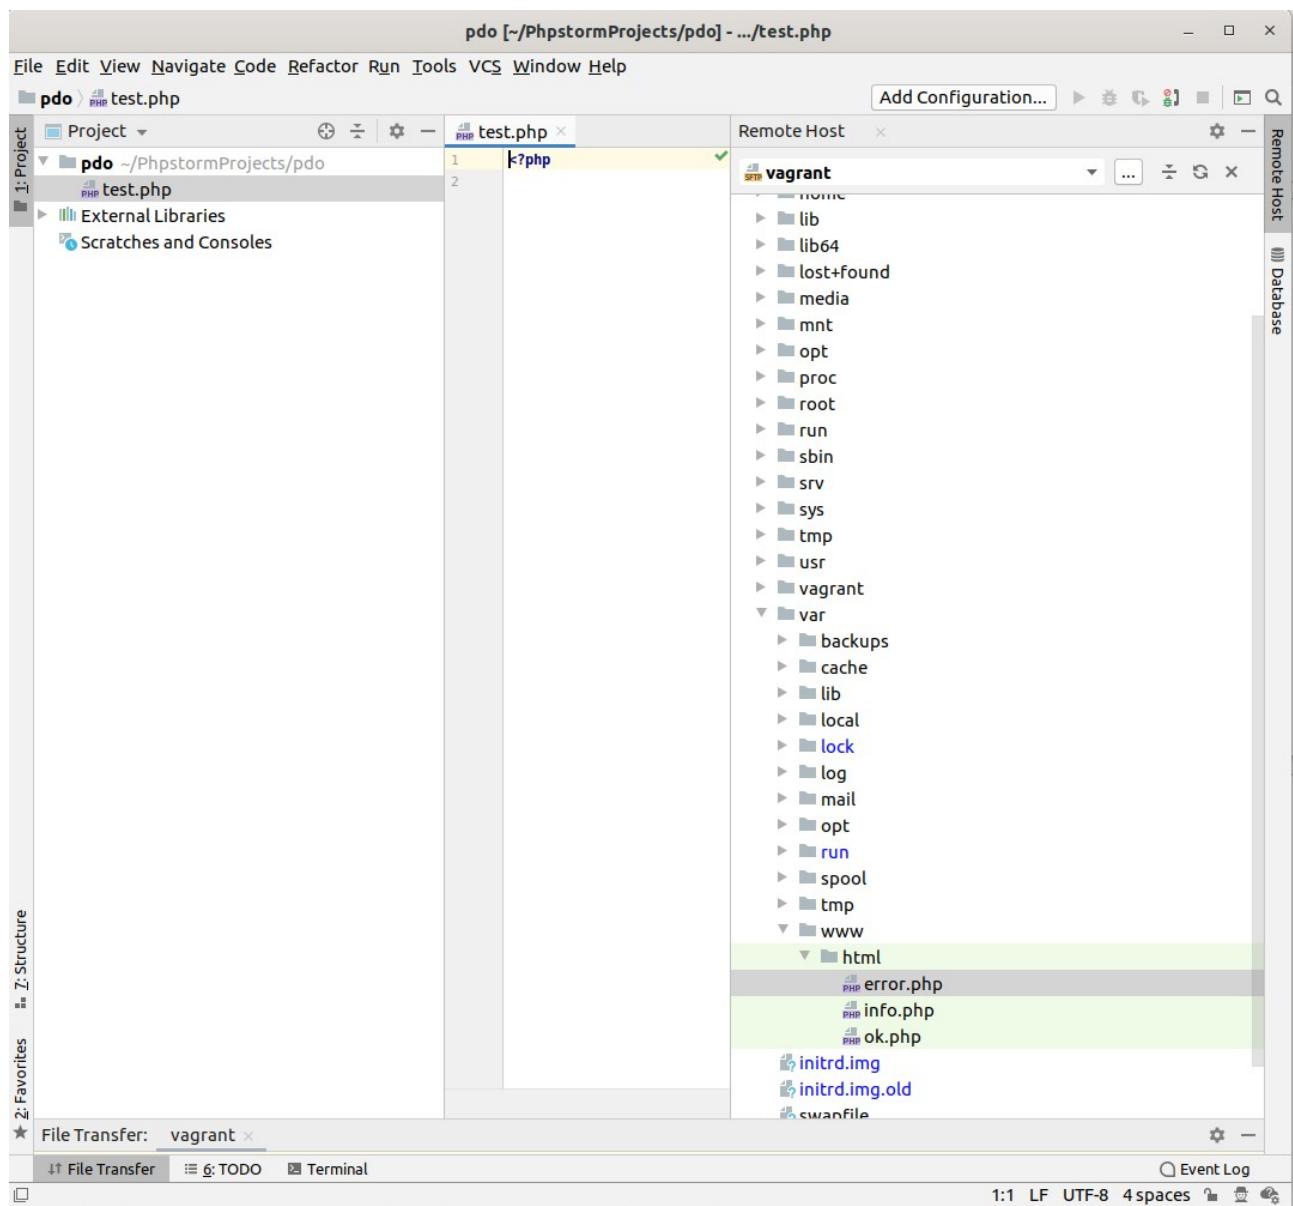 pdo [~/PhpstormProjects/pdo] - .../test.php
File Edit View Navigate Code Refactor Run Tools VCS Window Help
pdo test.php
Add Configuration...
1: Project
7: Structure
2: Favorites
Project
pdo ~/PhpstormProjects/pdo
test.php
External Libraries
Scratches and Consoles
test.php
1 <?php
2
Remote Host
vagrant
...
home
lib
lib64
lost+found
media
mnt
opt
proc
root
run
sbin
srv
sys
tmp
usr
vagrant
var
backups
cache
lib
local
lock
log
mail
opt
run
spool
tmp
www
html
error.php
info.php
ok.php
initrd.img
initrd.img.old
swapfile
Remote Host
Database
File Transfer: vagrant
File Transfer 6: TODO Terminal
Event Log
1:1 LF UTF-8 4 spaces